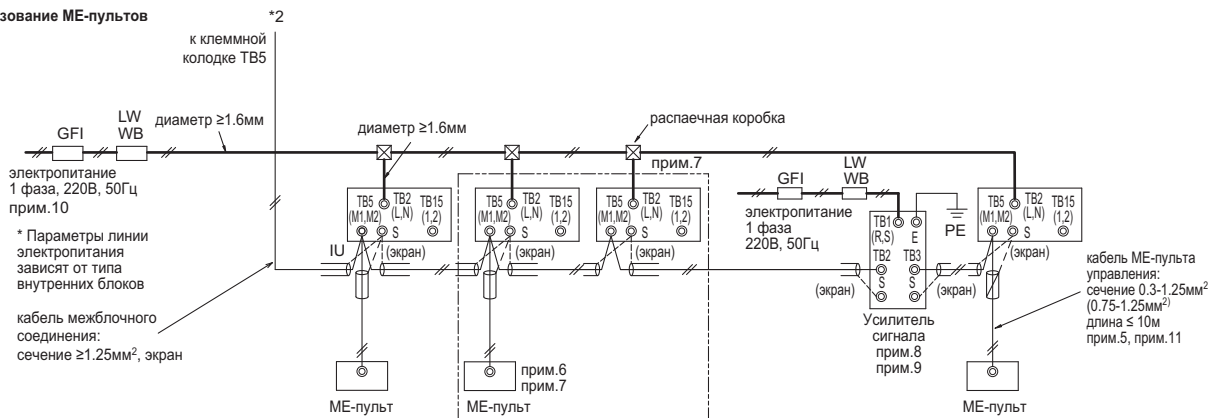 зование МЕ-пультов
*2
к клеммной
колодке ТВ5
GFI
LW
WB
диаметр ≥1.6мм
диаметр ≥1.6мм
распаечная коробка
прим.7
электропитание
1 фаза, 220В, 50Гц
прим.10
* Параметры линии
электропитания
зависят от типа
внутренних блоков
кабель межблочного
соединения:
сечение ≥1.25мм², экран
IU
TB5
(M1,M2)
TB2
(L,N)
TB15
(1,2)
S
(экран)
TB5
(M1,M2)
TB2
(L,N)
TB15
(1,2)
S
(экран)
TB5
(M1,M2)
TB2
(L,N)
TB15
(1,2)
S
(экран)
GFI
LW
WB
электропитание
1 фаза
220В, 50Гц
TB1
(R,S)
E
PE
TB2
S
TB3
S
(экран)
(экран)
Усилитель
сигнала
прим.8
прим.9
TB5
(M1,M2)
TB2
(L,N)
TB15
(1,2)
S
(экран)
кабель МЕ-пульта
управления:
сечение 0.3-1.25мм²
(0.75-1.25мм²)
длина ≤ 10м
прим.5, прим.11
МЕ-пульт
прим.6
прим.7
МЕ-пульт
МЕ-пульт